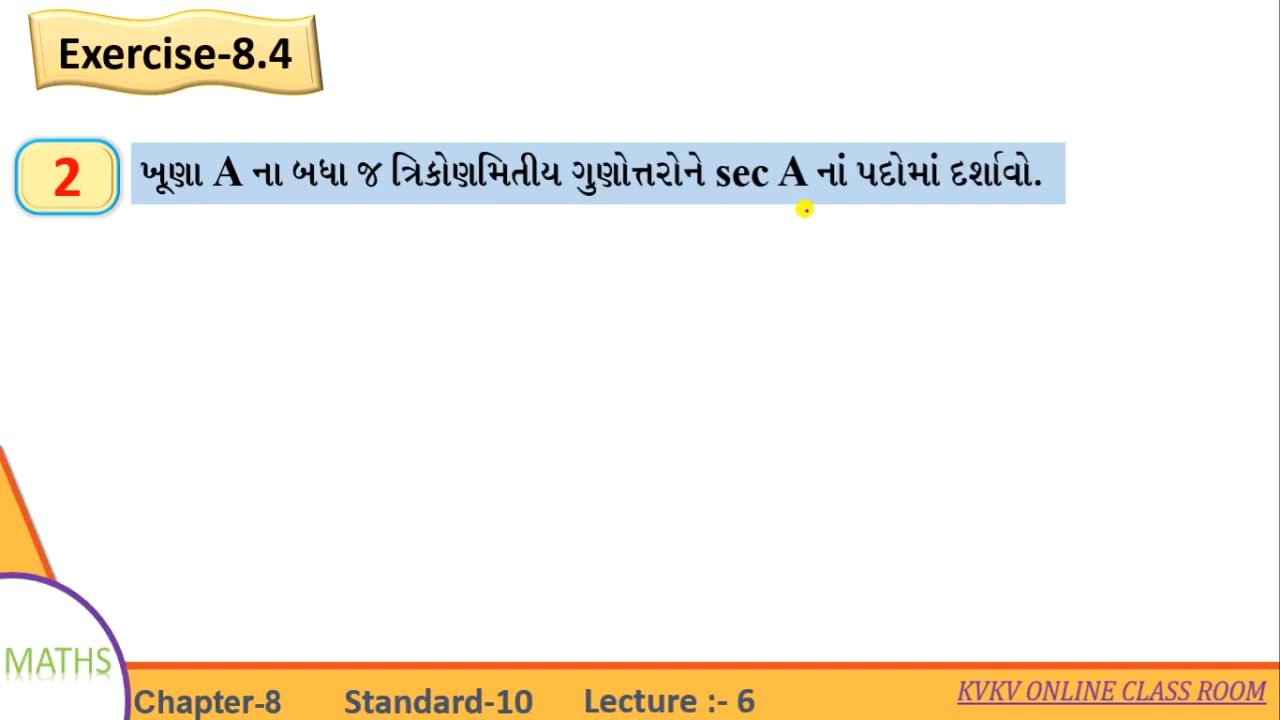 Exercise-8.4
2
ખૂણા A ના બધા જ ત્રિકોણમિતીય ગુણોત્તરોને sec A નાં પદોમાં દર્શાવો.
MATHS
Chapter-8 Standard-10 Lecture :- 6
KVKV ONLINE CLASS ROOM